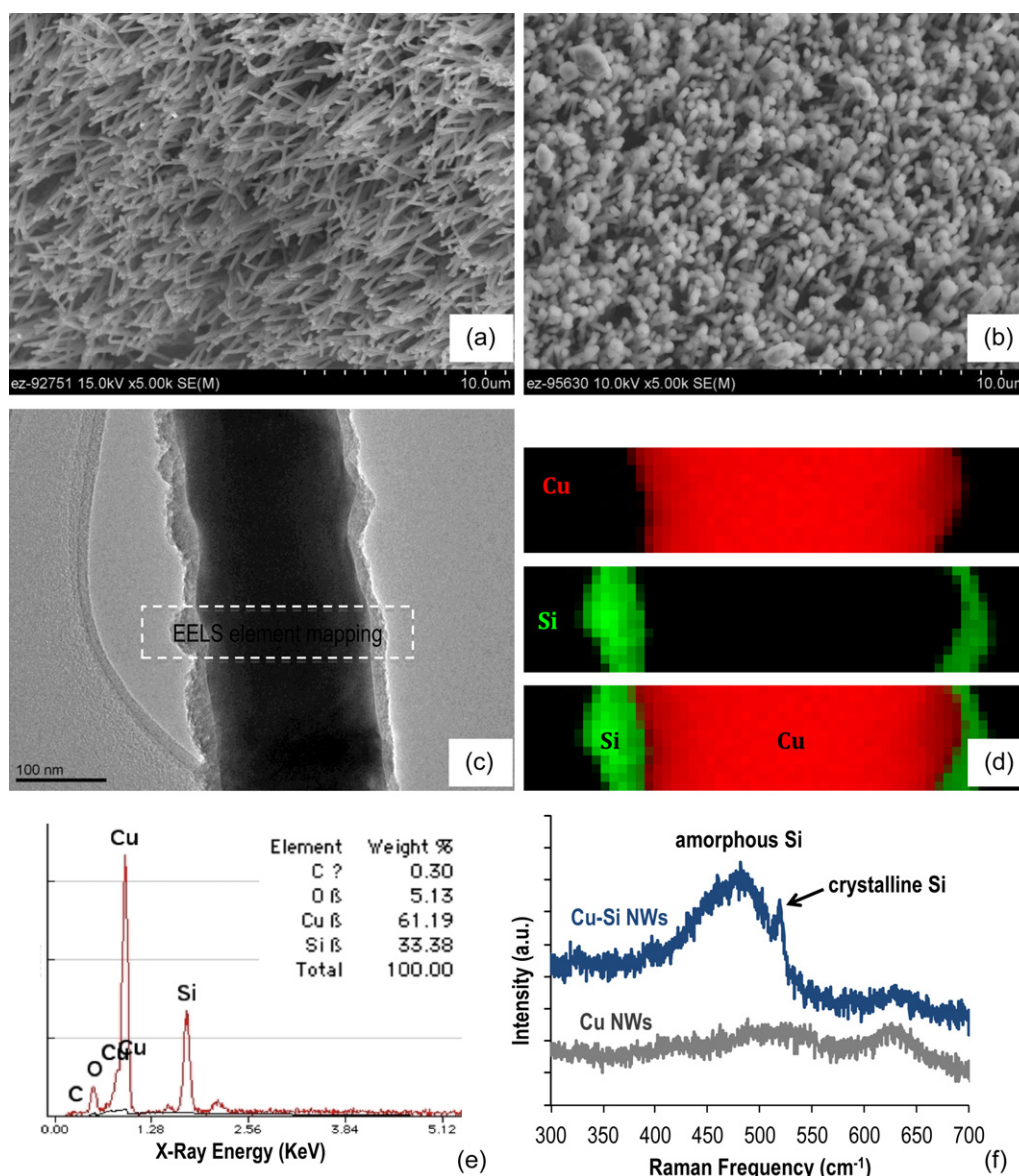 (a)
ez-92751 15.0kV x5.00k SE(M)
10.0um
(b)
ez-95630 10.0kV x5.00k SE(M)
10.0um
EELS element mapping
100 nm
(c)
Cu
Si
Si
Cu
(d)
Cu
Element Weight %
C ? 0.30
O ß 5.13
Cu ß 61.19
Si ß 33.38
Total 100.00
Si
Cu
Cu
O
C
0.00 1.28 2.56 3.84 5.12
X-Ray Energy (KeV)
(e)
amorphous Si
crystalline Si
Cu-Si NWs
Cu NWs
Intensity (a.u.)
300 350 400 450 500 550 600 650 700
Raman Frequency (cm-1)
(f)